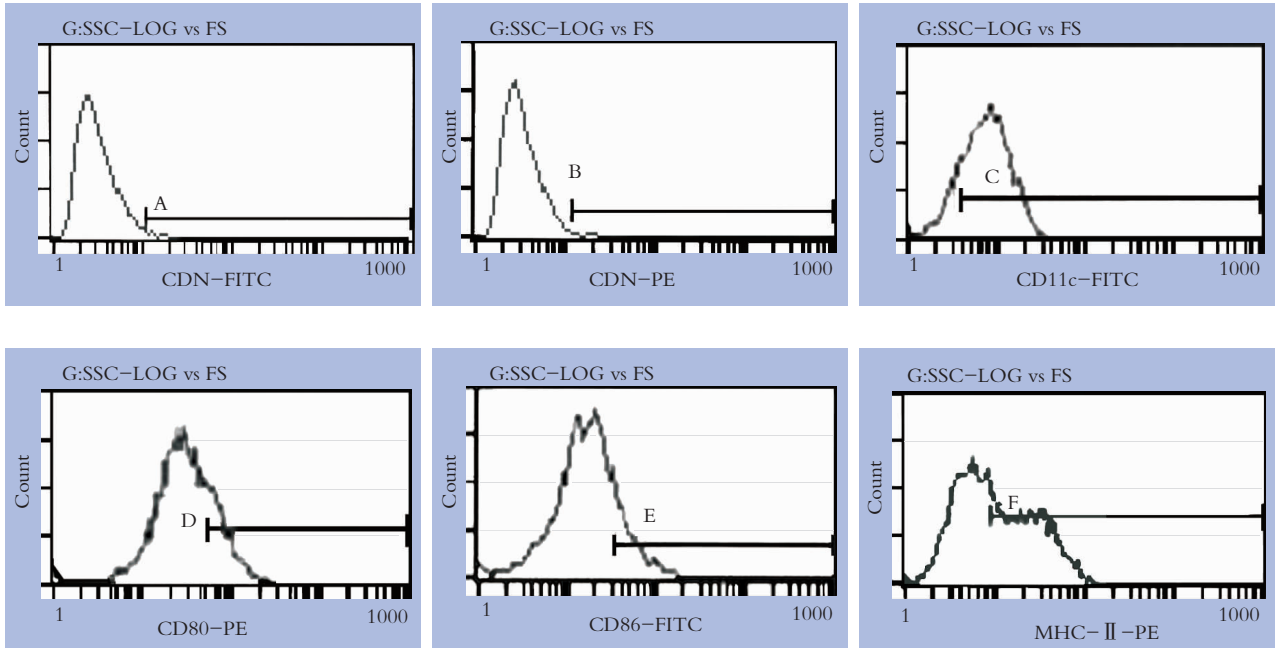 G:SSC-LOG vs FS
Count
A
1 1000
CDN-FITC
G:SSC-LOG vs FS
Count
B
1 1000
CDN-PE
G:SSC-LOG vs FS
Count
C
1 1000
CD11c-FITC
G:SSC-LOG vs FS
Count
D
1 1000
CD80-PE
G:SSC-LOG vs FS
Count
E
1 1000
CD86-FITC
G:SSC-LOG vs FS
Count
F
1 1000
MHC-Ⅱ-PE